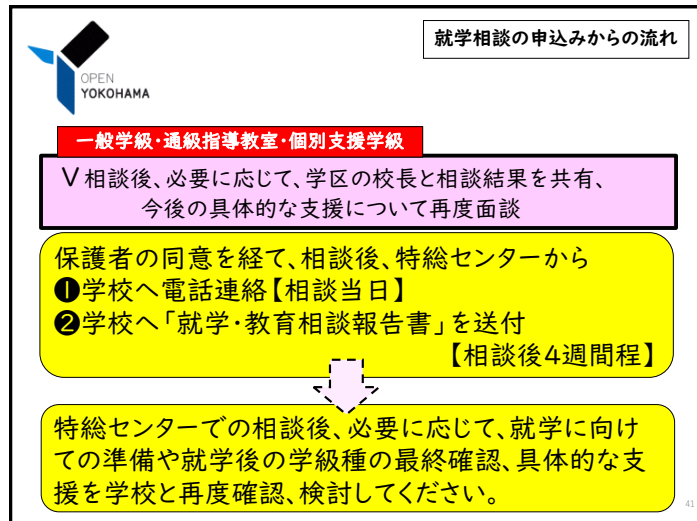 就学相談の申込みからの流れ
OPEN
YOKOHAMA
一般学級・通級指導教室・個別支援学級
Ⅴ相談後、必要に応じて、学区の校長と相談結果を共有、
今後の具体的な支援について再度面談
保護者の同意を経て、相談後、特総センターから
❶学校へ電話連絡【相談当日】
❷学校へ「就学・教育相談報告書」を送付
【相談後4週間程】
特総センターでの相談後、必要に応じて、就学に向け
ての準備や就学後の学級種の最終確認、具体的な支
援を学校と再度確認、検討してください。
41